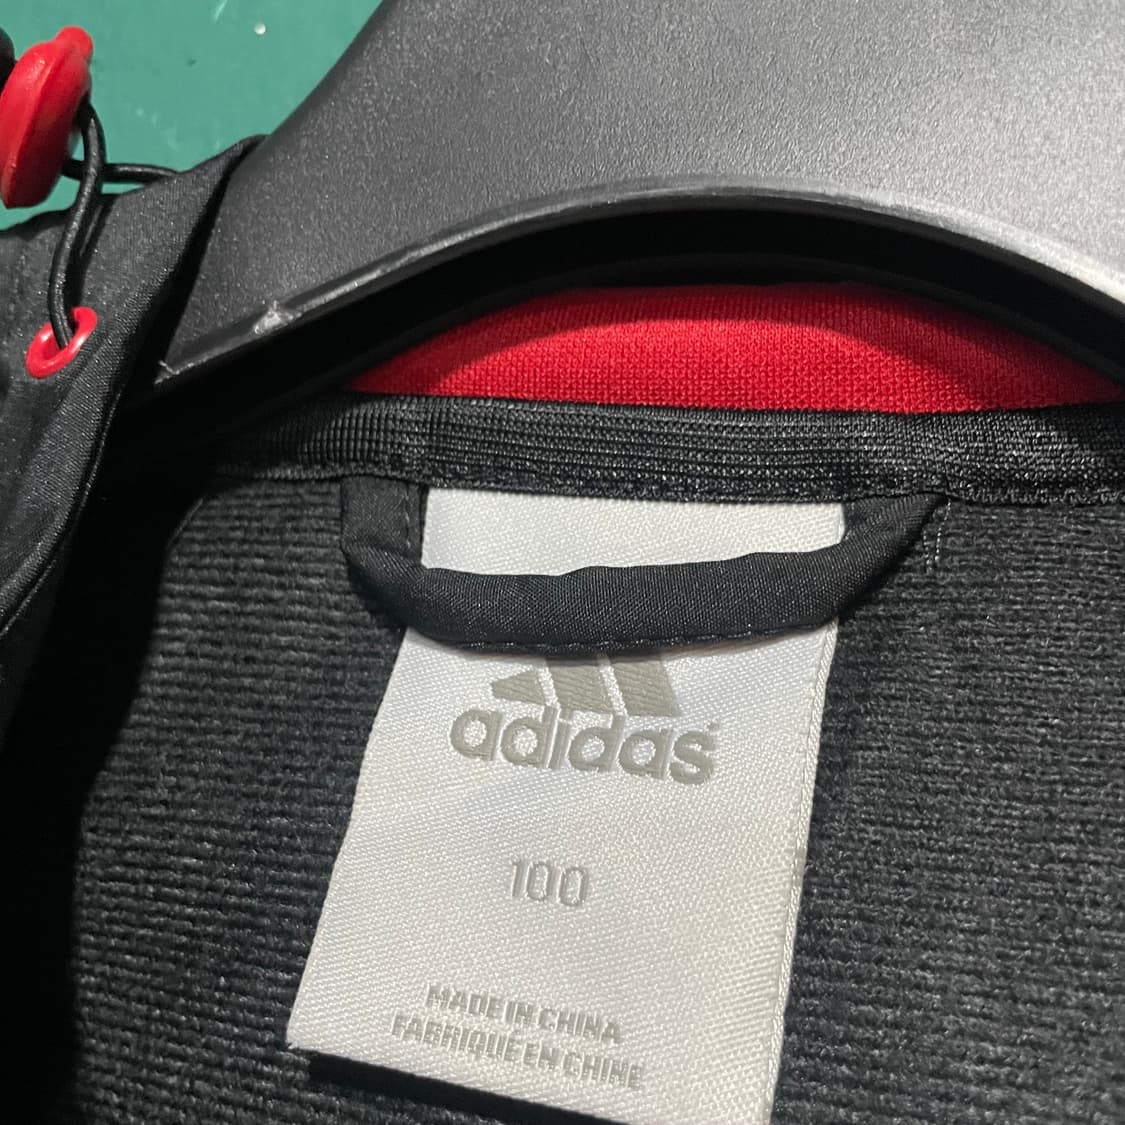 adidas
100
MADE IN CHINA
FABRIQUÉ EN CHINE